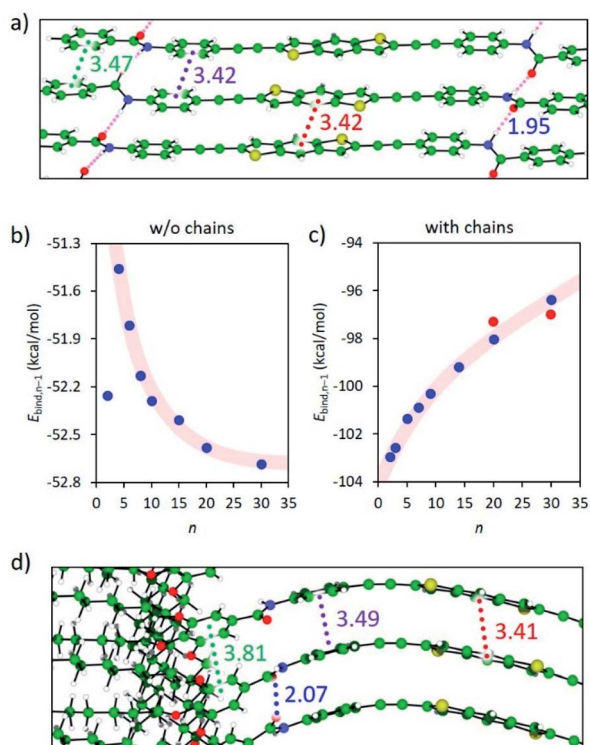 a)
3.47
3.42
3.42
1.95
b)
w/o chains
c)
with chains
-51.3
-51.6
-51.9
-52.2
-52.5
-52.8
E_bind,n−1 (kcal/mol)
0 5 10 15 20 25 30 35
n
-94
-96
-98
-100
-102
-104
E_bind,n−1 (kcal/mol)
0 5 10 15 20 25 30 35
n
d)
3.81
3.49
3.41
2.07